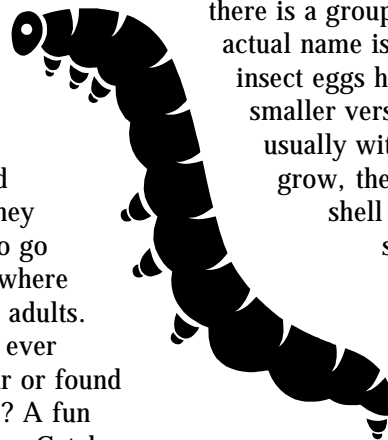 d
hey
o go
where
adults.
ever
r or found
? A fun
there is a group
actual name is
insect eggs h
smaller vers
usually wit
grow, the
shell
s